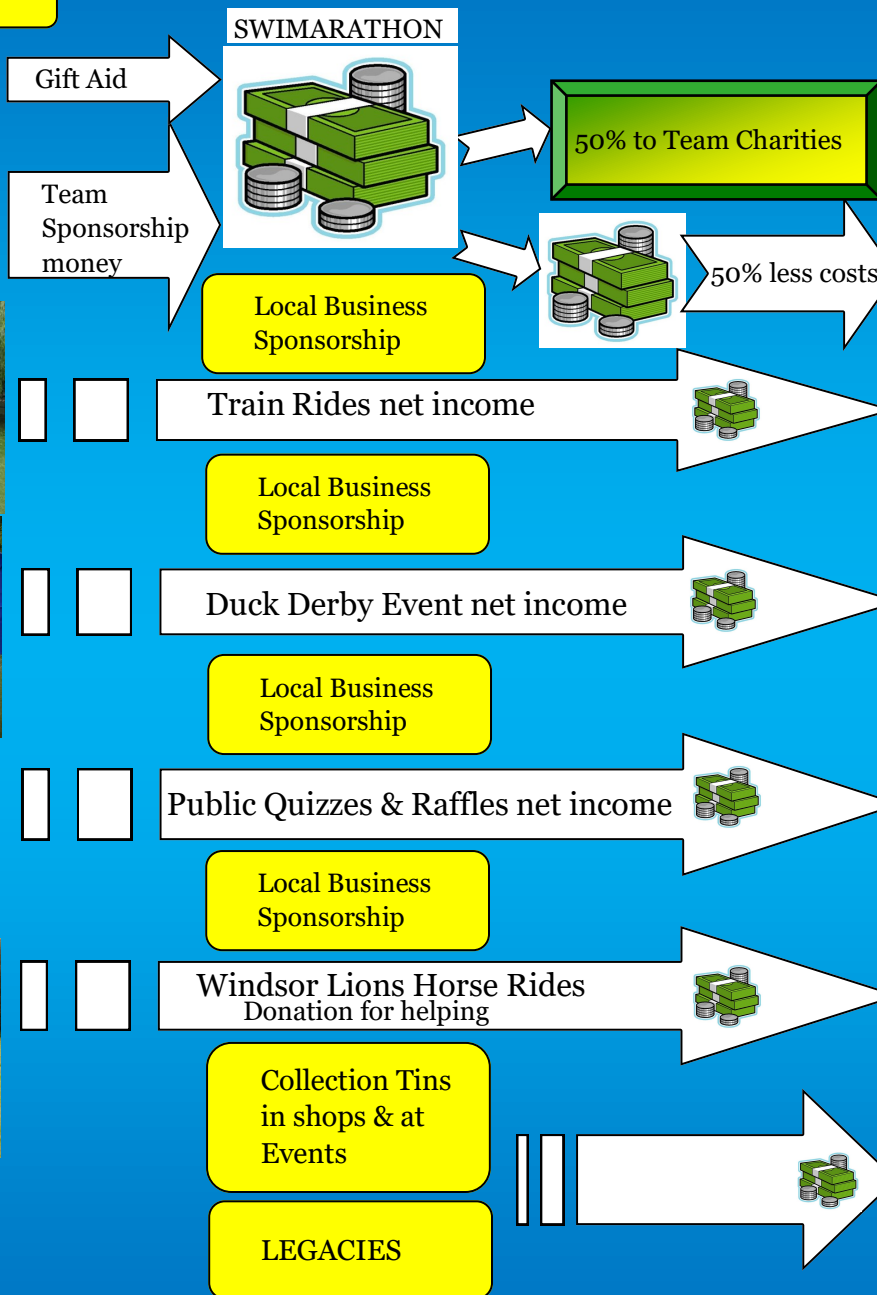 SWIMARATHON
Gift Aid
50% to Team Charities
Team
Sponsorship
money
50% less costs
Local Business
Sponsorship
Train Rides net income
Local Business
Sponsorship
Duck Derby Event net income
Local Business
Sponsorship
Public Quizzes & Raffles net income
Local Business
Sponsorship
Windsor Lions Horse Rides
Donation for helping
Collection Tins
in shops & at
Events
LEGACIES